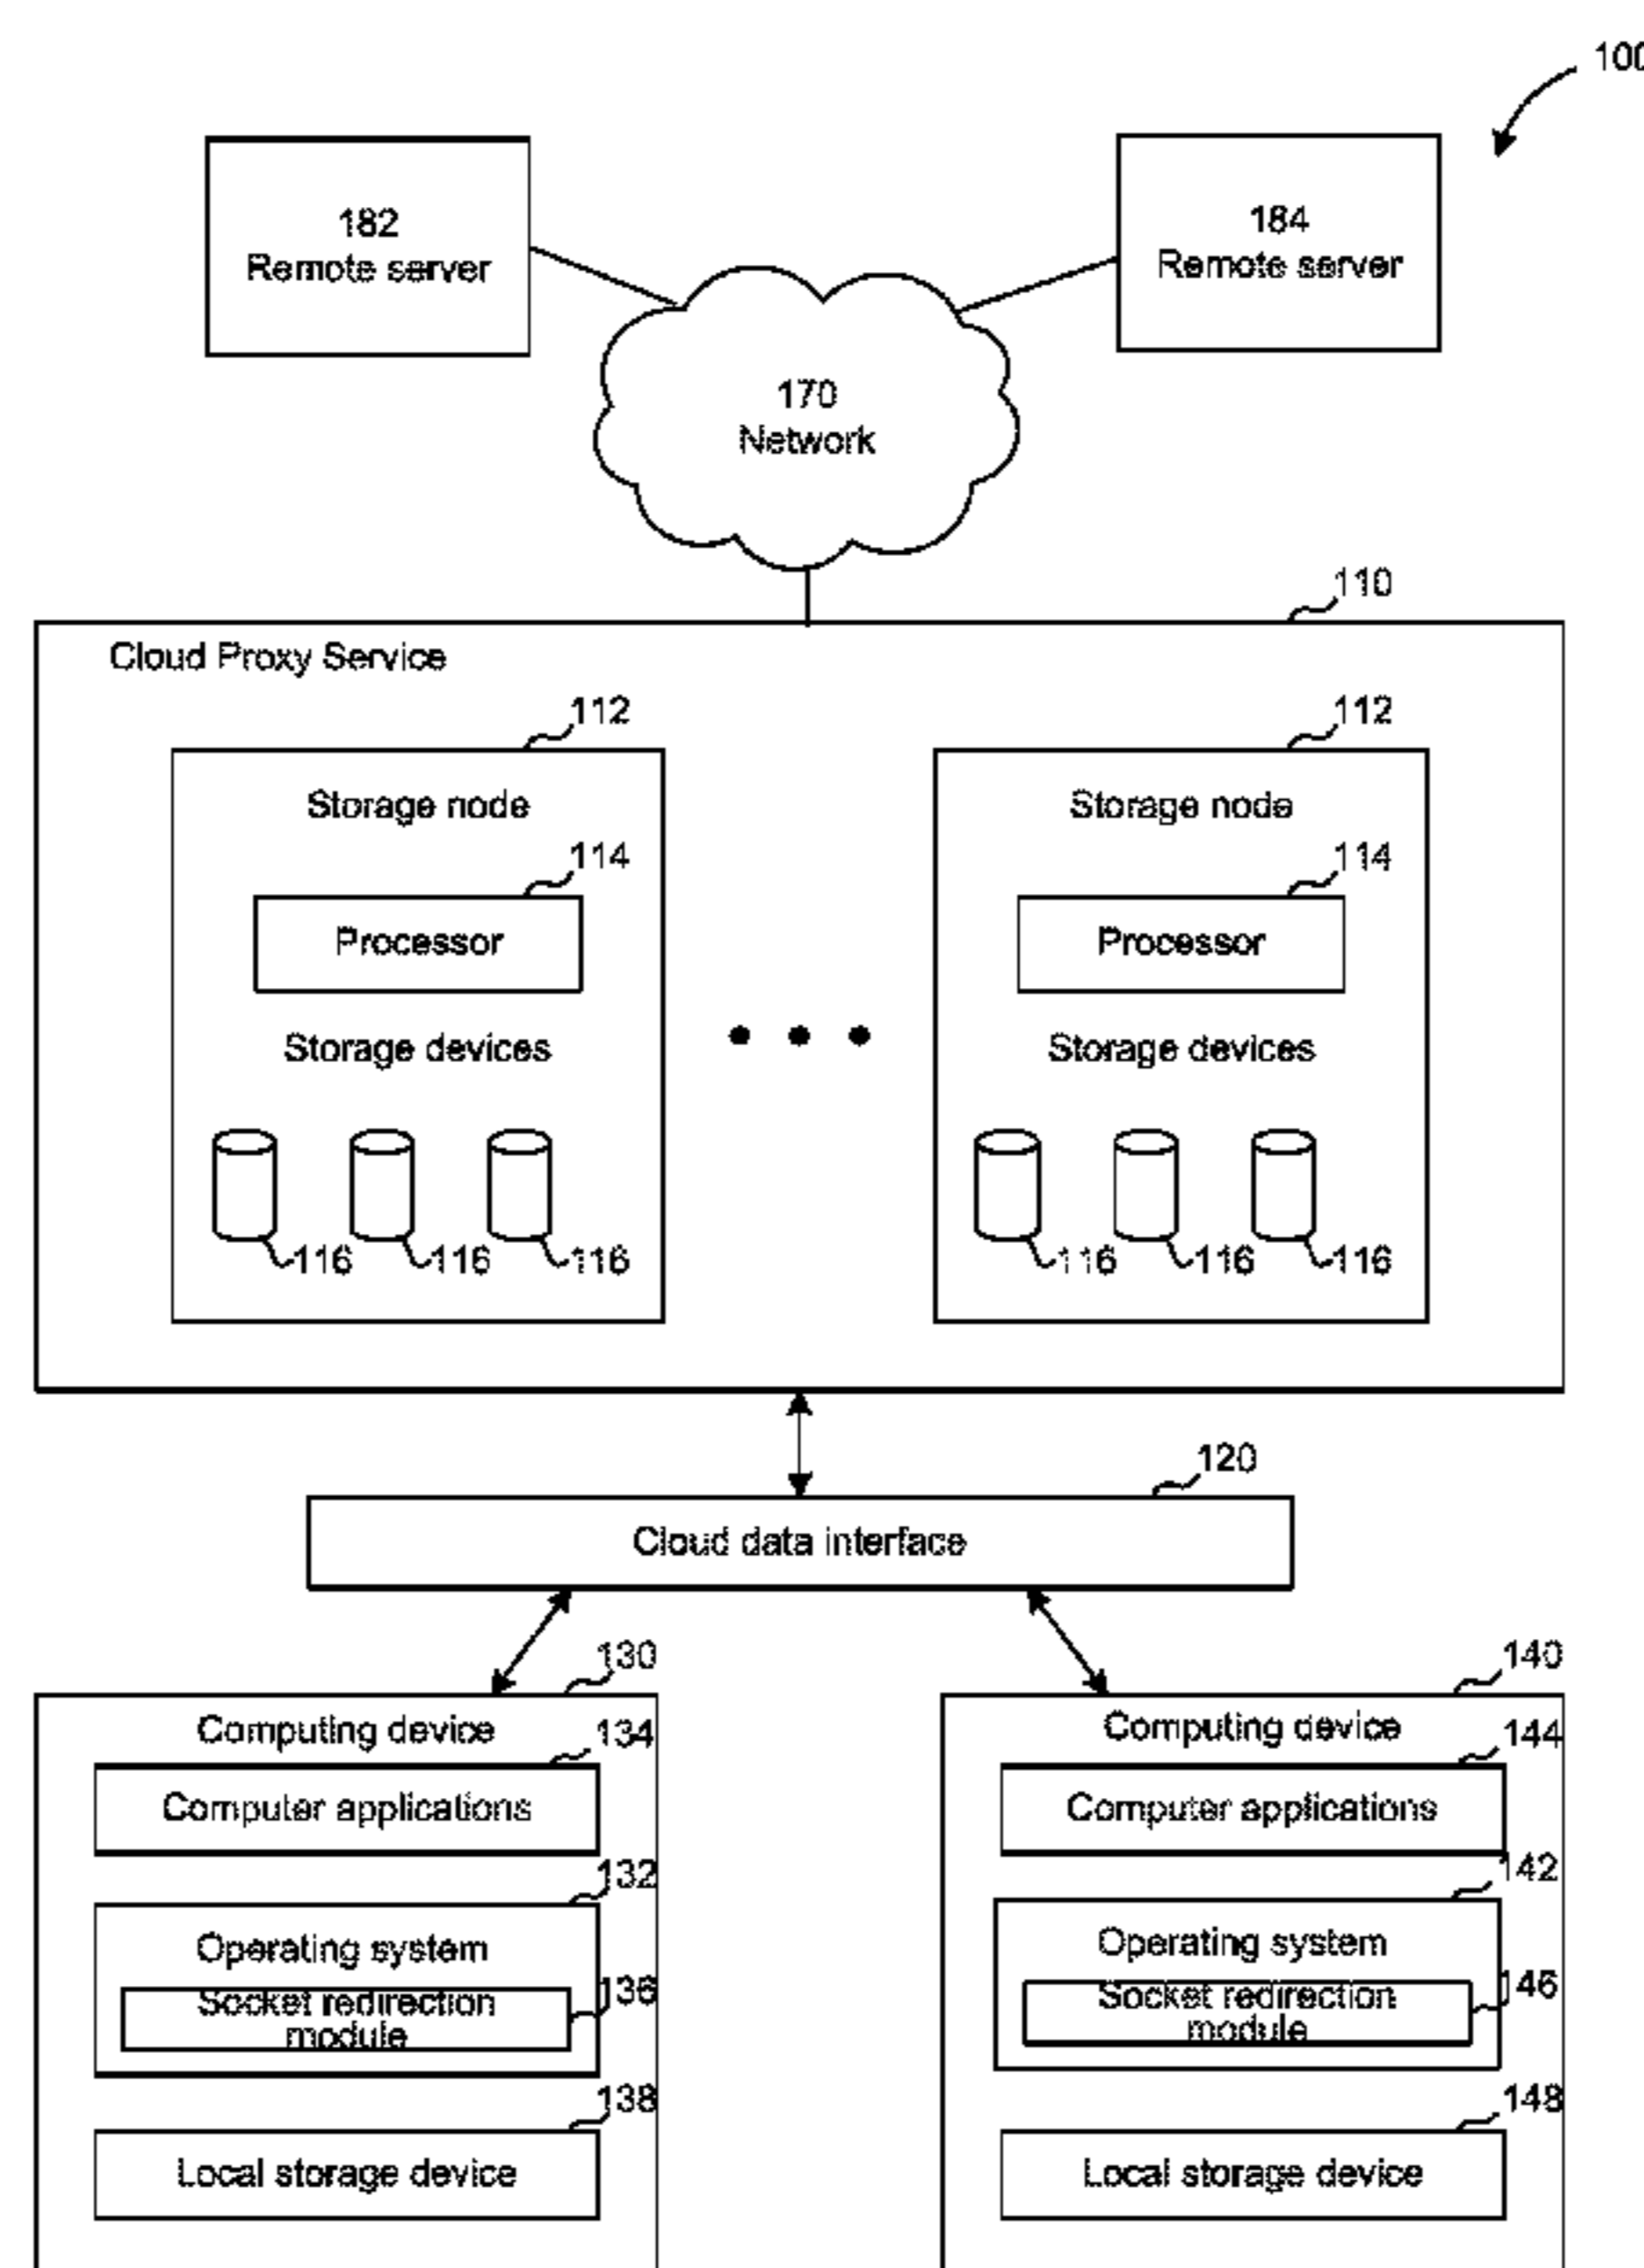 100
182
Remote server
184
Remote server
170
Network
110
Cloud Proxy Service
112
112
Storage node
Storage node
114
114
Processor
Processor
Storage devices
Storage devices
116 116 116
116 116 116
120
Cloud data interface
130
140
Computing device
134
Computing device
144
Computer applications
Computer applications
132
142
Operating system
Operating system
136
146
Socket redirection
module
Socket redirection
module
138
148
Local storage device
Local storage device